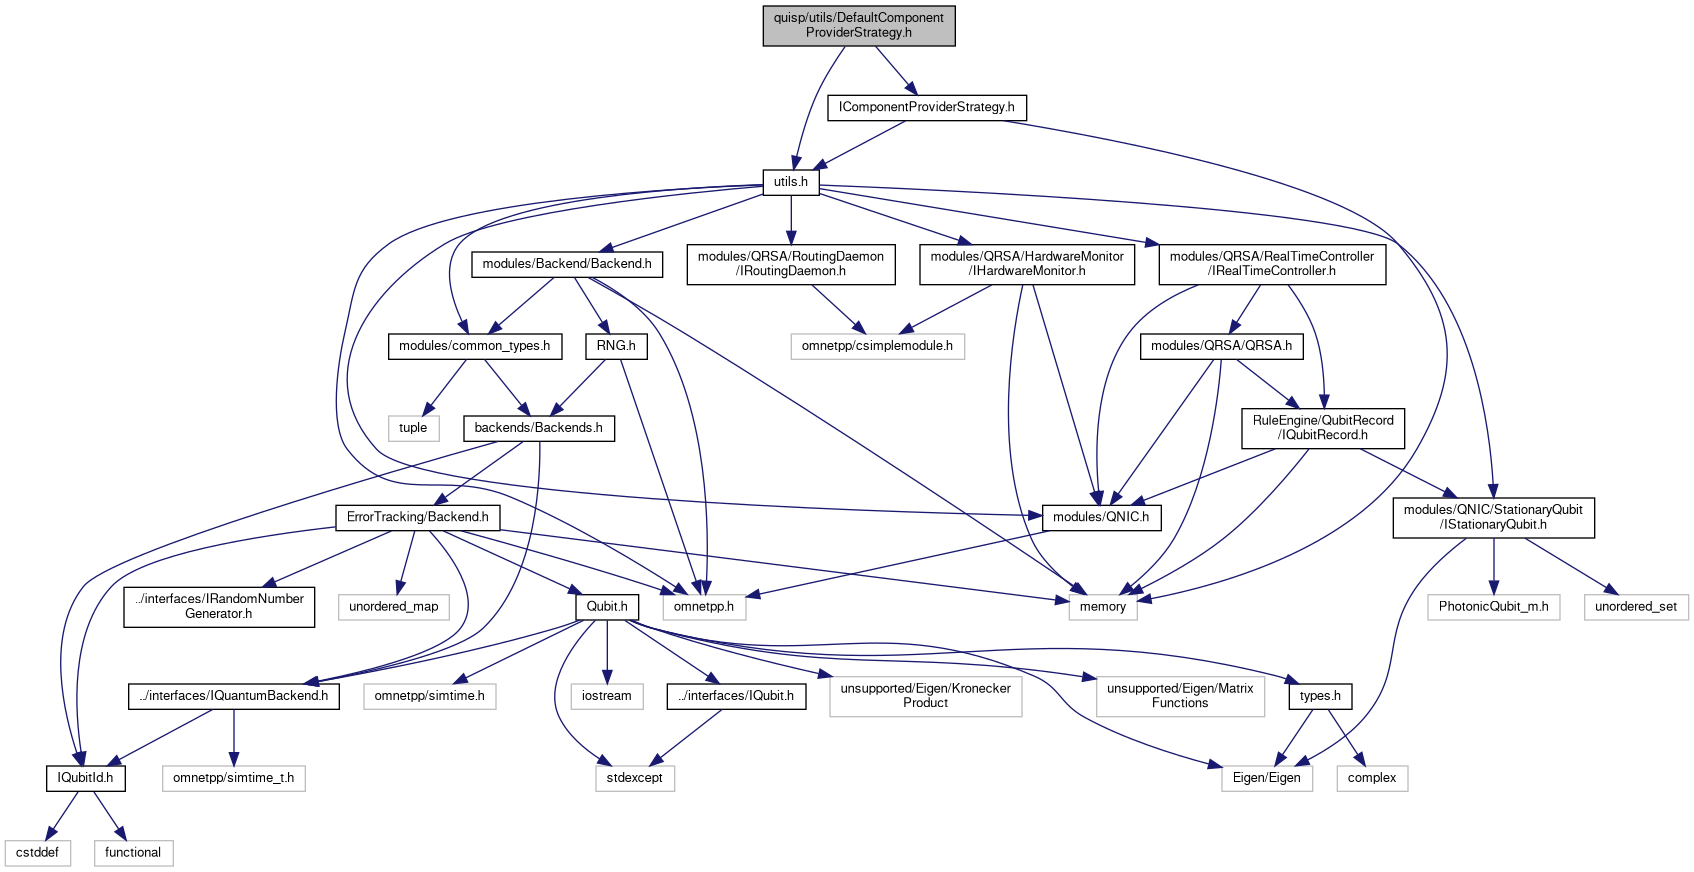 quisp/utils/DefaultComponent
ProviderStrategy.h
IComponentProviderStrategy.h
utils.h
modules/Backend/Backend.h
modules/QRSA/RoutingDaemon
/IRoutingDaemon.h
modules/QRSA/HardwareMonitor
/IHardwareMonitor.h
modules/QRSA/RealTimeController
/IRealTimeController.h
modules/common_types.h
RNG.h
omnetpp/csimplemodule.h
modules/QRSA/QRSA.h
tuple
backends/Backends.h
RuleEngine/QubitRecord
/IQubitRecord.h
ErrorTracking/Backend.h
modules/QNIC.h
modules/QNIC/StationaryQubit
/IStationaryQubit.h
../interfaces/IRandomNumber
Generator.h
unordered_map
Qubit.h
omnetpp.h
memory
PhotonicQubit_m.h
unordered_set
../interfaces/IQuantumBackend.h
omnetpp/simtime.h
iostream
../interfaces/IQubit.h
unsupported/Eigen/Kronecker
Product
unsupported/Eigen/Matrix
Functions
types.h
IQubitId.h
omnetpp/simtime_t.h
stdexcept
Eigen/Eigen
complex
cstddef
functional